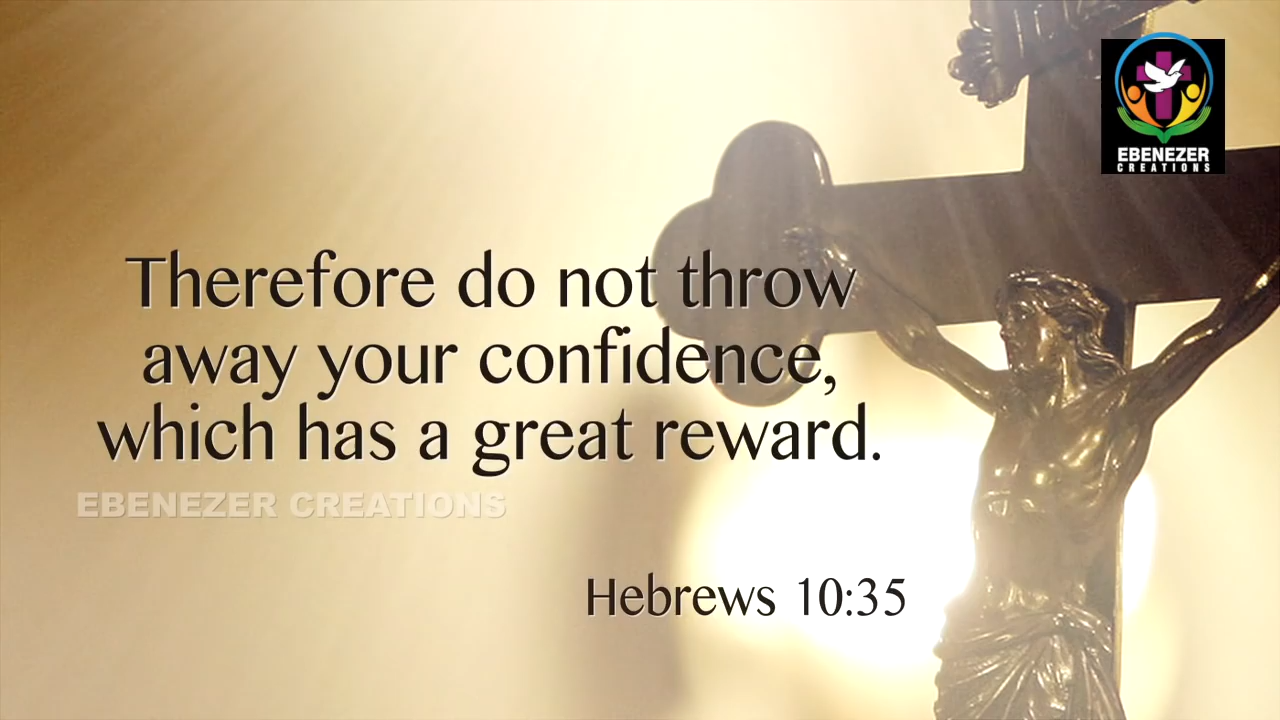 EBENEZER
CREATIONS
Therefore do not throw
away your confidence,
which has a great reward.
EBENEZER CREATIONS
Hebrews 10:35